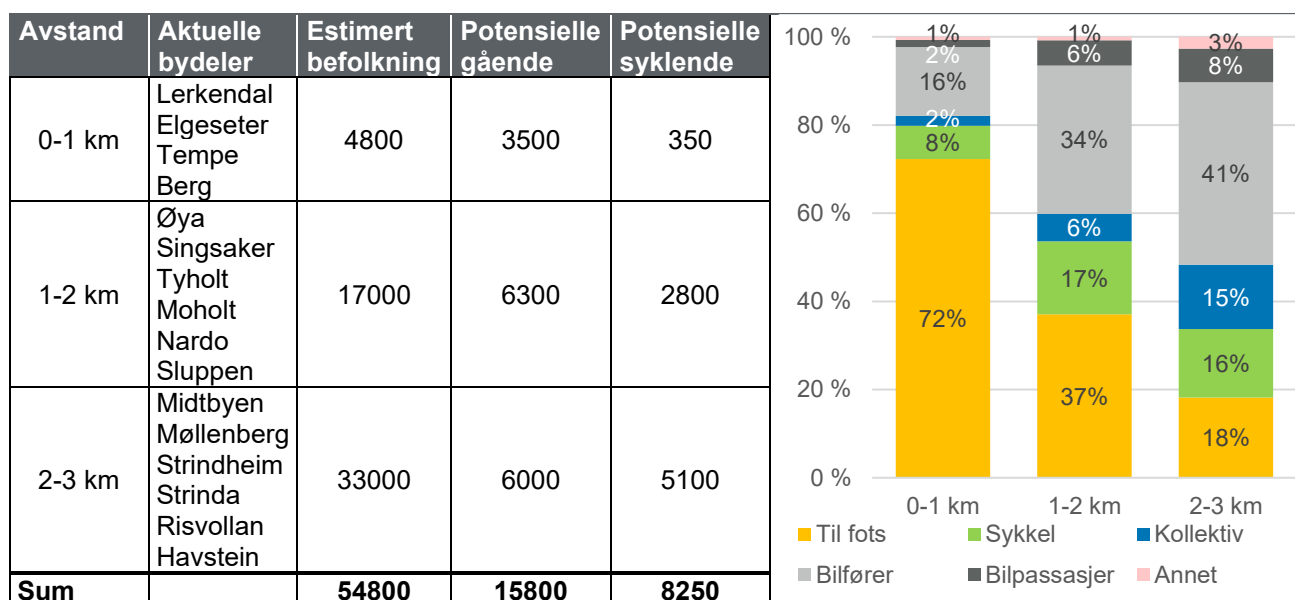 Avstand Aktuelle bydeler Estimert befolkning Potensielle gående Potensielle syklende
0-1 km
Lerkendal
Elgeseter
Tempe
Berg
4800 3500 350
1-2 km
Øya
Singsaker
Tyholt
Moholt
Nardo
Sluppen
17000 6300 2800
2-3 km
Midtbyen
Møllenberg
Strindheim
Strinda
Risvollan
Havstein
33000 6000 5100
Sum 54800 15800 8250
100 %
80 %
60 %
40 %
20 %
0 %
1%
2%
16%
2%
8%
72%
1%
6%
34%
6%
17%
37%
3%
8%
41%
15%
16%
18%
0-1 km 1-2 km 2-3 km
Til fots Sykkel Kollektiv
Bilfører Bilpassasjer Annet